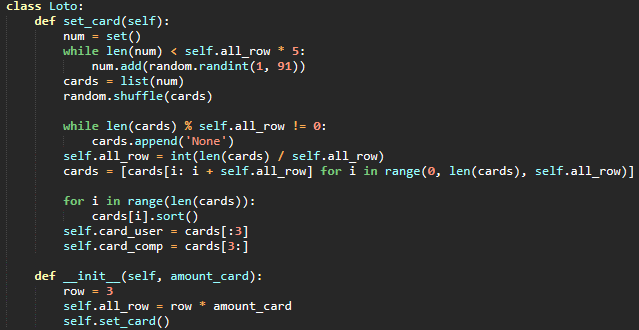 class Loto:
    def set_card(self):
        num = set()
        while len(num) < self.all_row * 5:
            num.add(random.randint(1, 91))
        cards = list(num)
        random.shuffle(cards)

        while len(cards) % self.all_row != 0:
            cards.append('None')
        self.all_row = int(len(cards) / self.all_row)
        cards = [cards[i: i + self.all_row] for i in range(0, len(cards), self.all_row)]

        for i in range(len(cards)):
            cards[i].sort()
        self.card_user = cards[:3]
        self.card_comp = cards[3:]

    def __init__(self, amount_card):
        row = 3
        self.all_row = row * amount_card
        self.set_card()